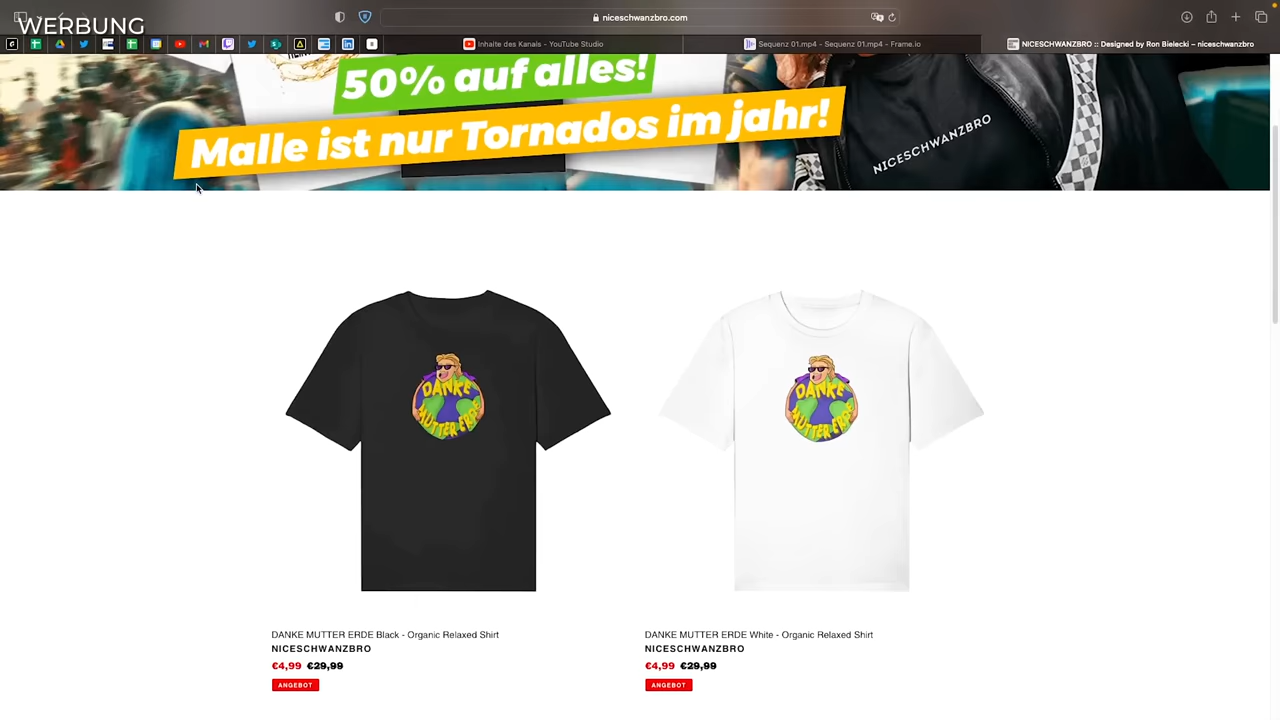 WERBUNG
niceschwanzbro.com
Inhalte des Kanals - YouTube Studio
Sequenz 01.mp4 - Sequenz 01.mp4 - Frame.io
NICESCHWANZBRO :: Designed by Ron Bielecki – niceschwanzbro
50% auf alles!
Malle ist nur Tornados im jahr!
NICESCHWANZBRO
DANKE
MUTTER ERDE
DANKE
MUTTER ERDE
DANKE MUTTER ERDE Black - Organic Relaxed Shirt
NICESCHWANZBRO
€4,99 €29,99
ANGEBOT
DANKE MUTTER ERDE White - Organic Relaxed Shirt
NICESCHWANZBRO
€4,99 €29,99
ANGEBOT